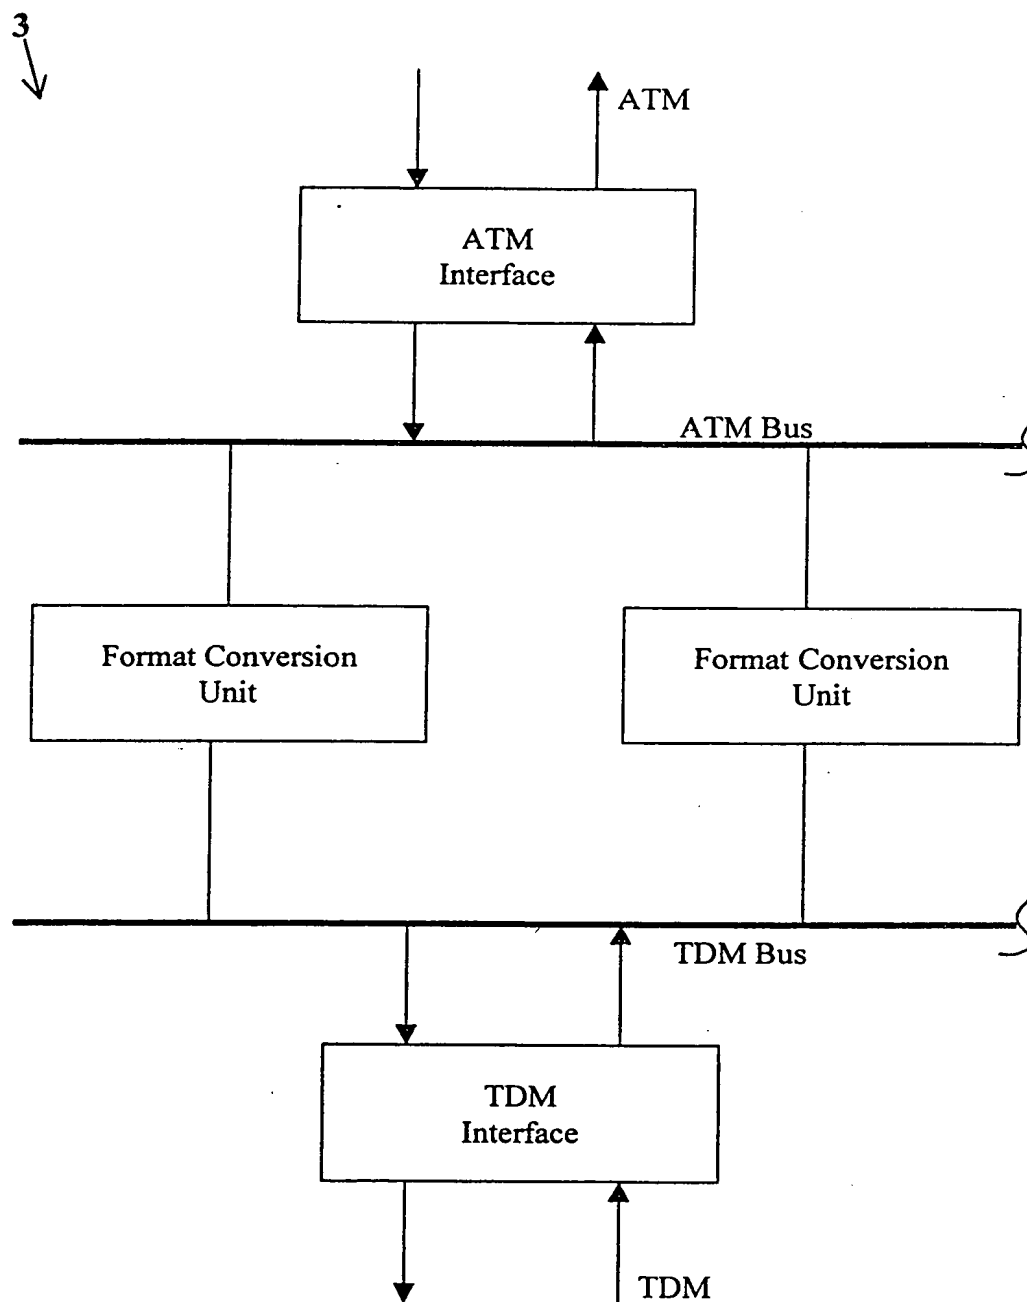 3
ATM
ATM
Interface
ATM Bus
Format Conversion
Unit
Format Conversion
Unit
TDM Bus
TDM
Interface
TDM